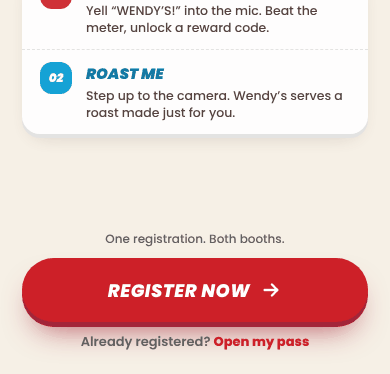 Yell “WENDY’S!” into the mic. Beat the
meter, unlock a reward code.
02
ROAST ME
Step up to the camera. Wendy’s serves a
roast made just for you.
One registration. Both booths.
REGISTER NOW →
Already registered? Open my pass